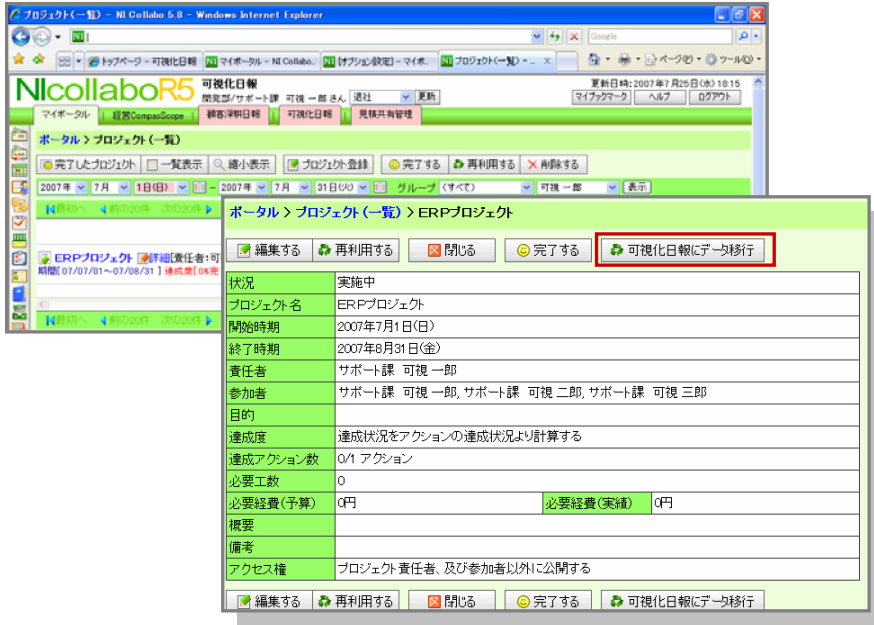 プロジェクト(一覧) - NI Collabo 5.8 - Windows Internet Explorer
Google
トップページ - 可視化日報 マイポータル - NI Collabo... [オプション設定] - マイポ... プロジェクト(一覧) - ... ページ(P) ツール(O)
NIcollaboR5 可視化日報 更新日時:2007年7月25日(水) 18:15
開発部/サポート課 可視 一郎 さん 退社 更新 マイブックマーク ヘルプ ログアウト
マイポータル 経営CompasScope 顧客深耕日報 可視化日報 見積共有管理
ポータル > プロジェクト(一覧)
完了したプロジェクト 一覧表示 縮小表示 プロジェクト登録 完了する 再利用する 削除する
2007年 7月 1日(日) - 2007年 7月 31日(火) グループ (すべて) 可視 一郎 表示
最初へ 前の20件 次の20件
ERPプロジェクト 詳細[責任者:可
期間[07/07/01～07/08/31] 達成度[0%完
最初へ 前の20件 次の20件
ポータル > プロジェクト(一覧) > ERPプロジェクト
編集する 再利用する 閉じる 完了する 可視化日報にデータ移行
状況 実施中
プロジェクト名 ERPプロジェクト
開始時期 2007年7月1日(日)
終了時期 2007年8月31日(金)
責任者 サポート課 可視 一郎
参加者 サポート課 可視 一郎, サポート課 可視 二郎, サポート課 可視 三郎
目的
達成度 達成状況をアクションの達成状況より計算する
達成アクション数 0/1 アクション
必要工数 0
必要経費(予算) 0円 必要経費(実績) 0円
概要
備考
アクセス権 プロジェクト責任者、及び参加者以外に公開する
編集する 再利用する 閉じる 完了する 可視化日報にデータ移行